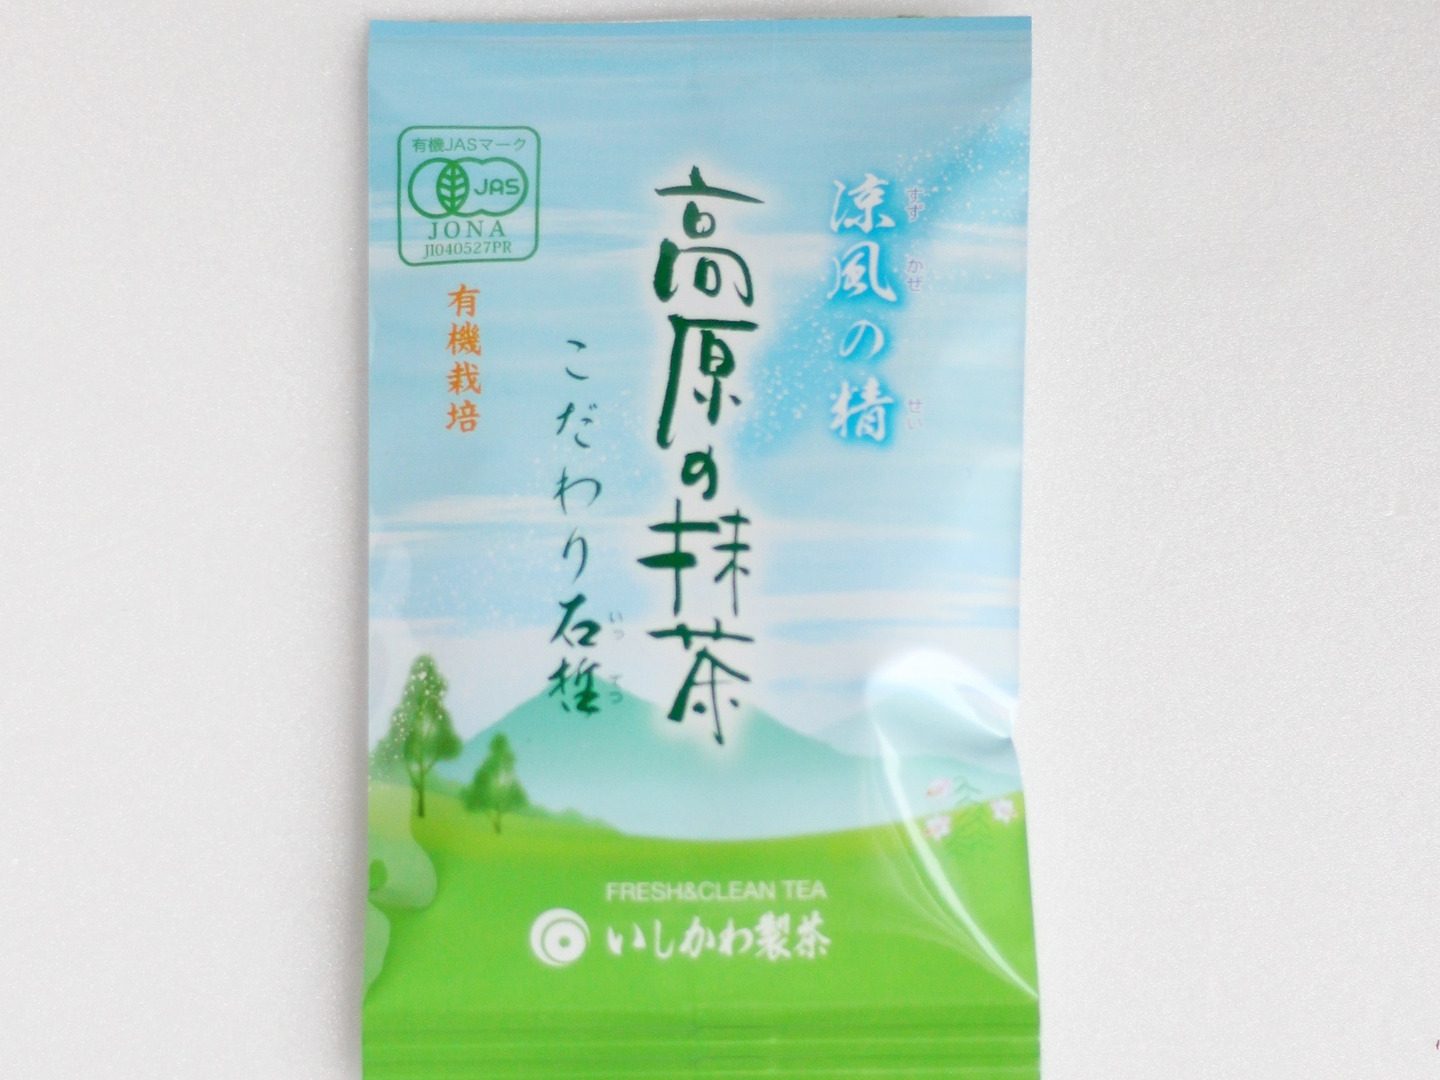 有機JASマーク
JAS
JONA
JI040527PR
涼風の精
すず かぜ せい
高原の抹茶
こだわり石
いっ てつ
有機栽培
FRESH&CLEAN TEA
いしかわ製茶